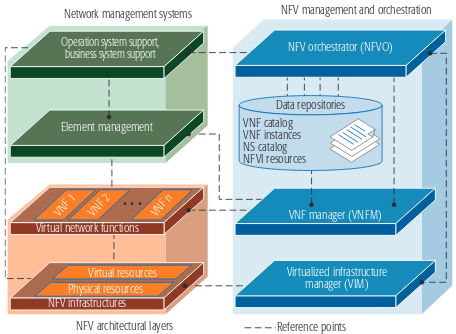 Network management systems
NFV management and orchestration
Operation system support,
business system support
NFV orchestrator (NFVO)
Data repositories
VNF catalog
VNF instances
NS catalog
NFVI resources
Element management
VNF 1
VNF 2
VNF n
Virtual network functions
VNF manager (VNFM)
Virtual resources
Physical resources
NFV infrastructures
Virtualized infrastructure
manager (VIM)
NFV architectural layers
Reference points